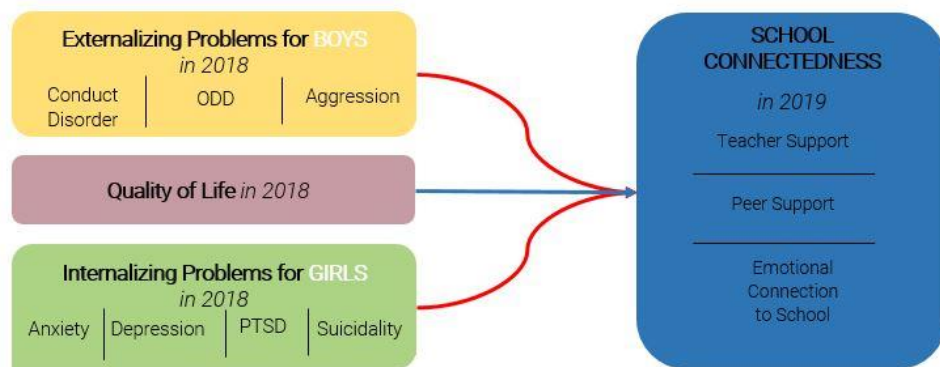 Externalizing Problems for BOYS
in 2018
Conduct
Disorder
ODD
Aggression
Quality of Life in 2018
Internalizing Problems for GIRLS
in 2018
Anxiety
Depression
PTSD
Suicidality
SCHOOL
CONNECTEDNESS
in 2019
Teacher Support
Peer Support
Emotional
Connection
to School